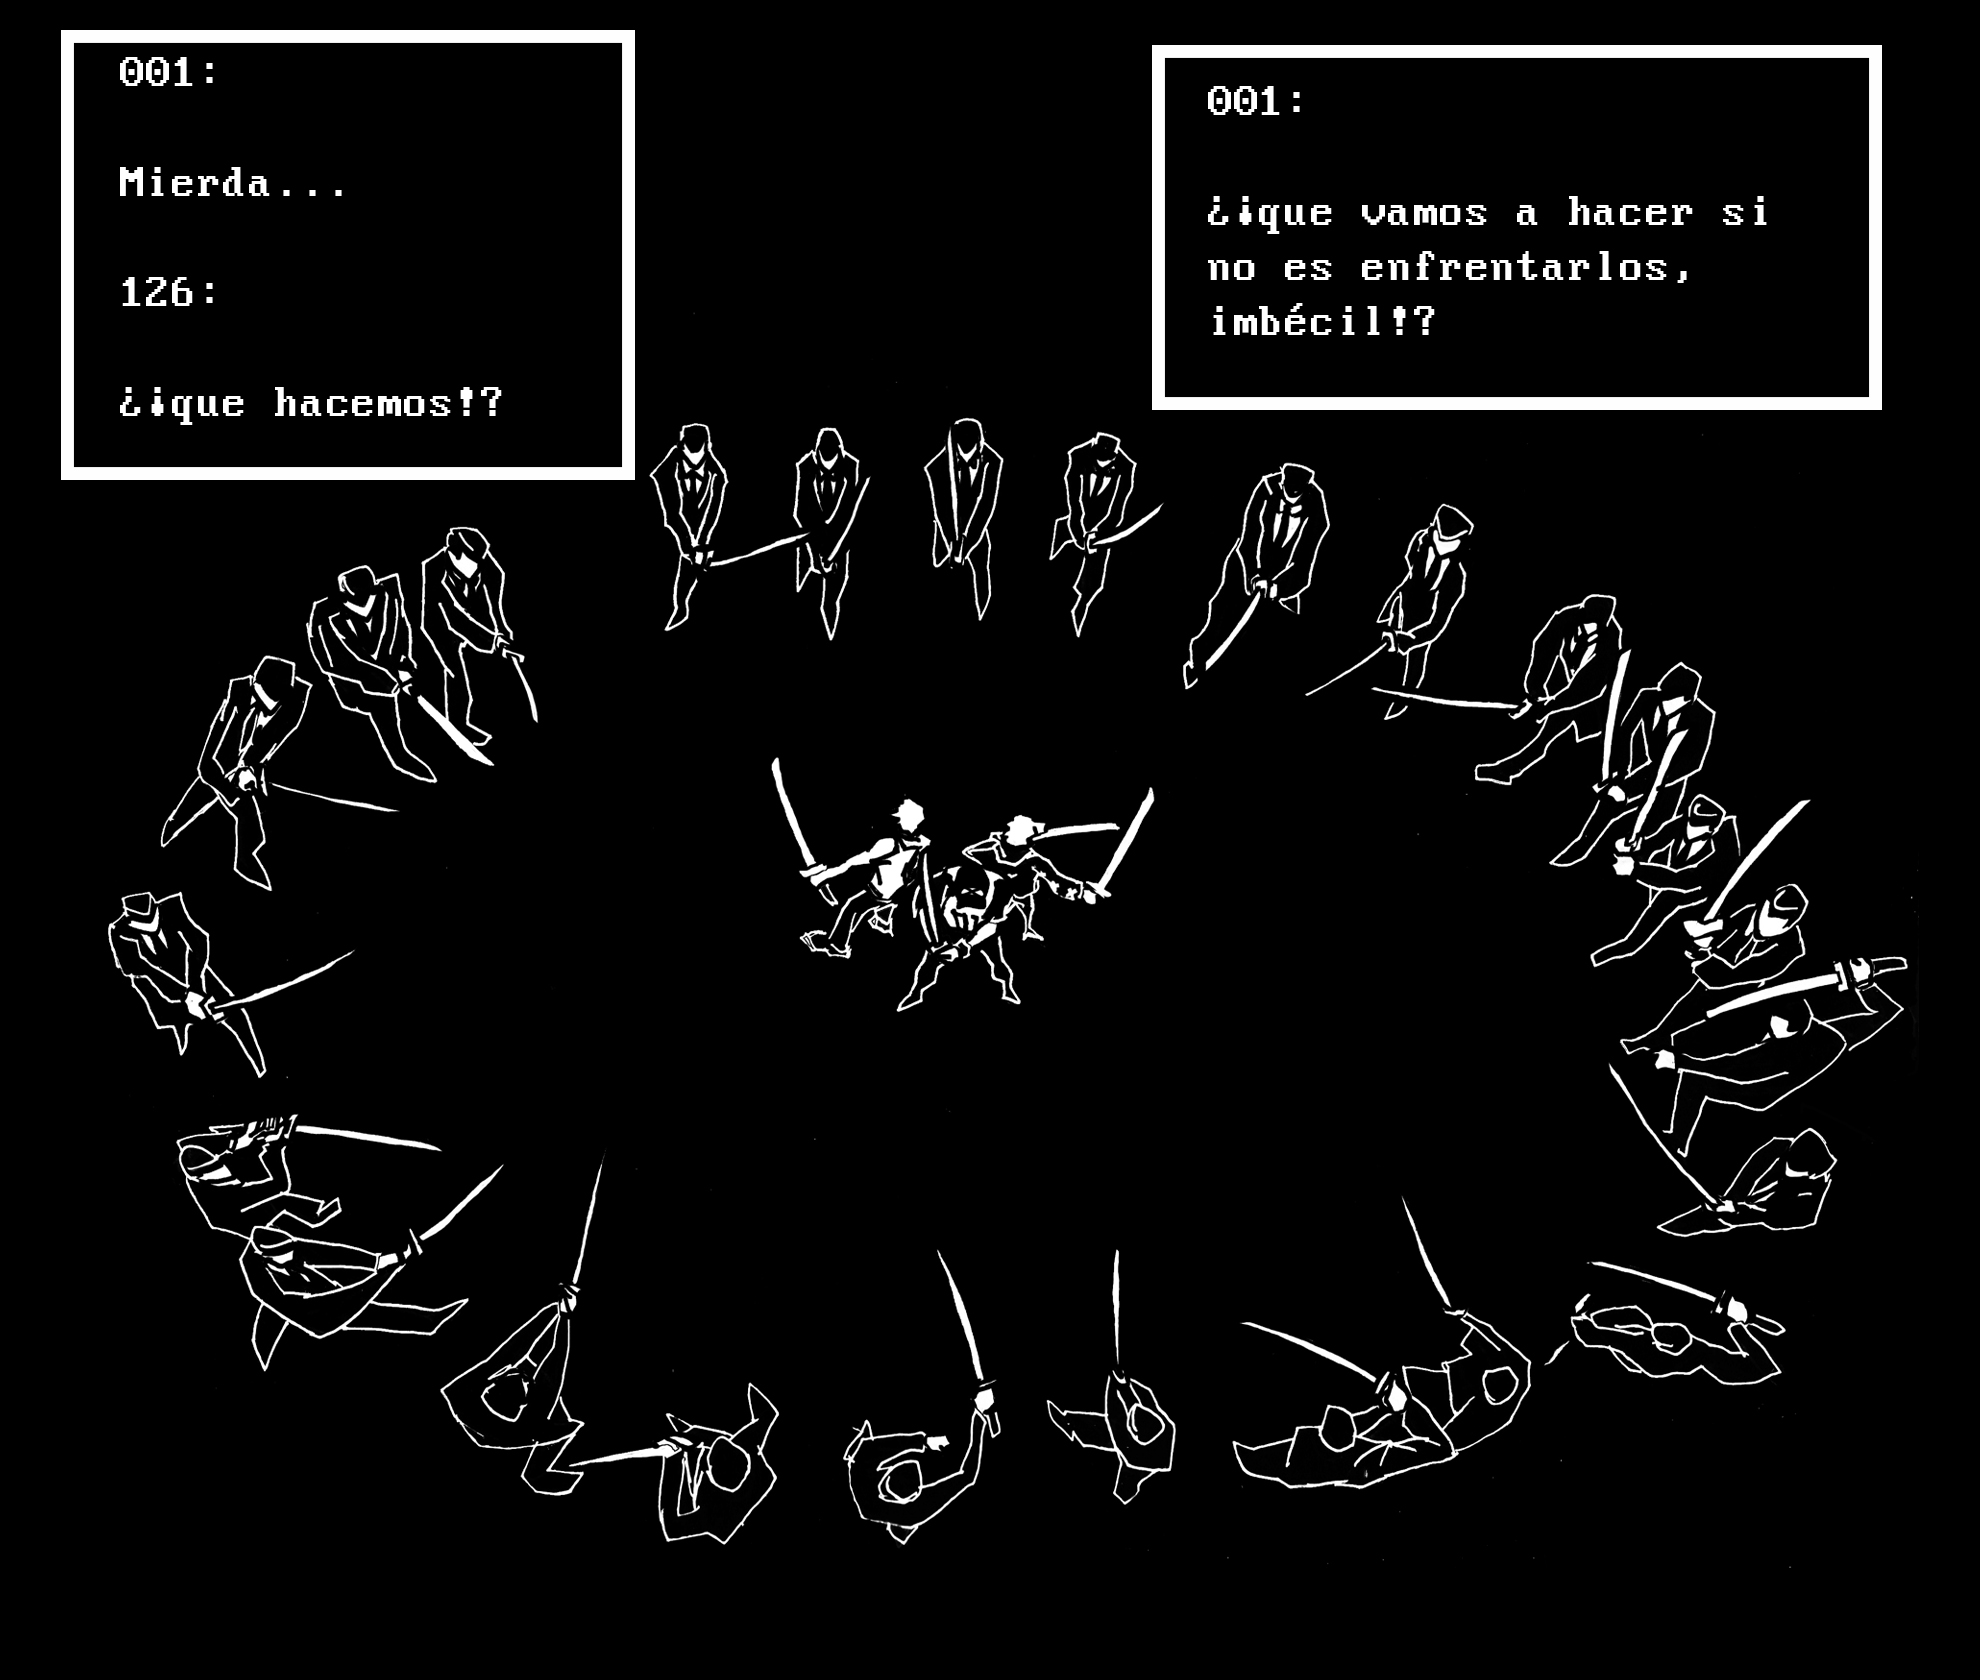 001:
Mierda...
126:
¿¡que hacemos!?
001:
¿¡que vamos a hacer si
no es enfrentarlos,
imbécil!?